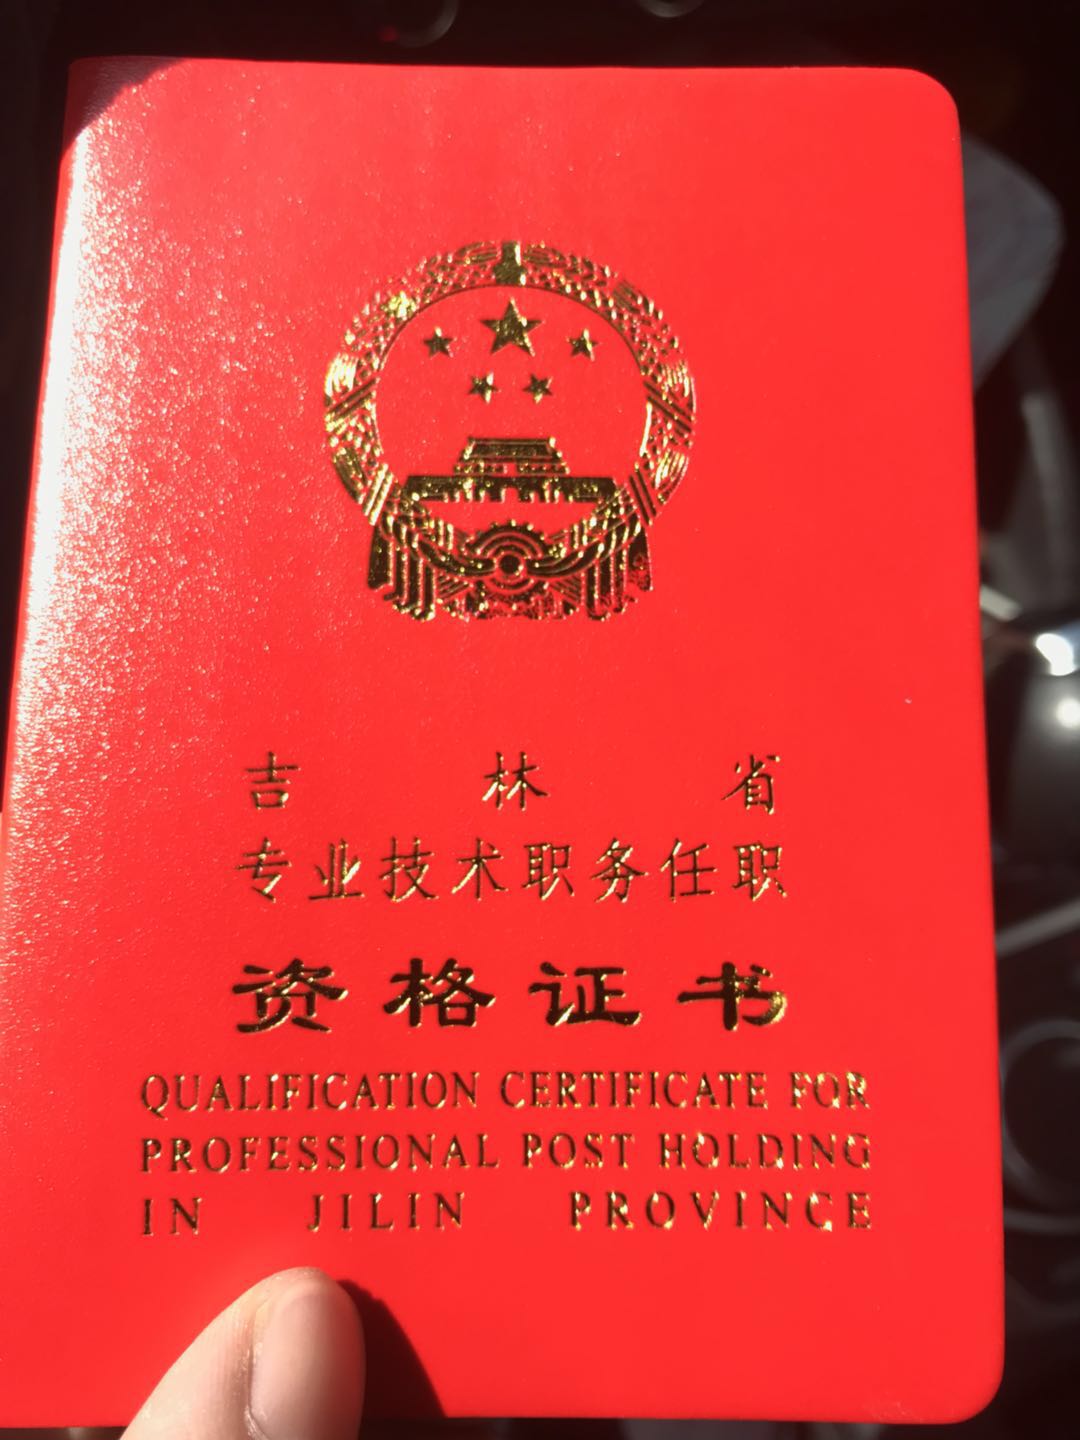 吉林省
专业技术职务任职
资格证书
QUALIFICATION CERTIFICATE FOR
PROFESSIONAL POST HOLDING
IN JILIN PROVINCE